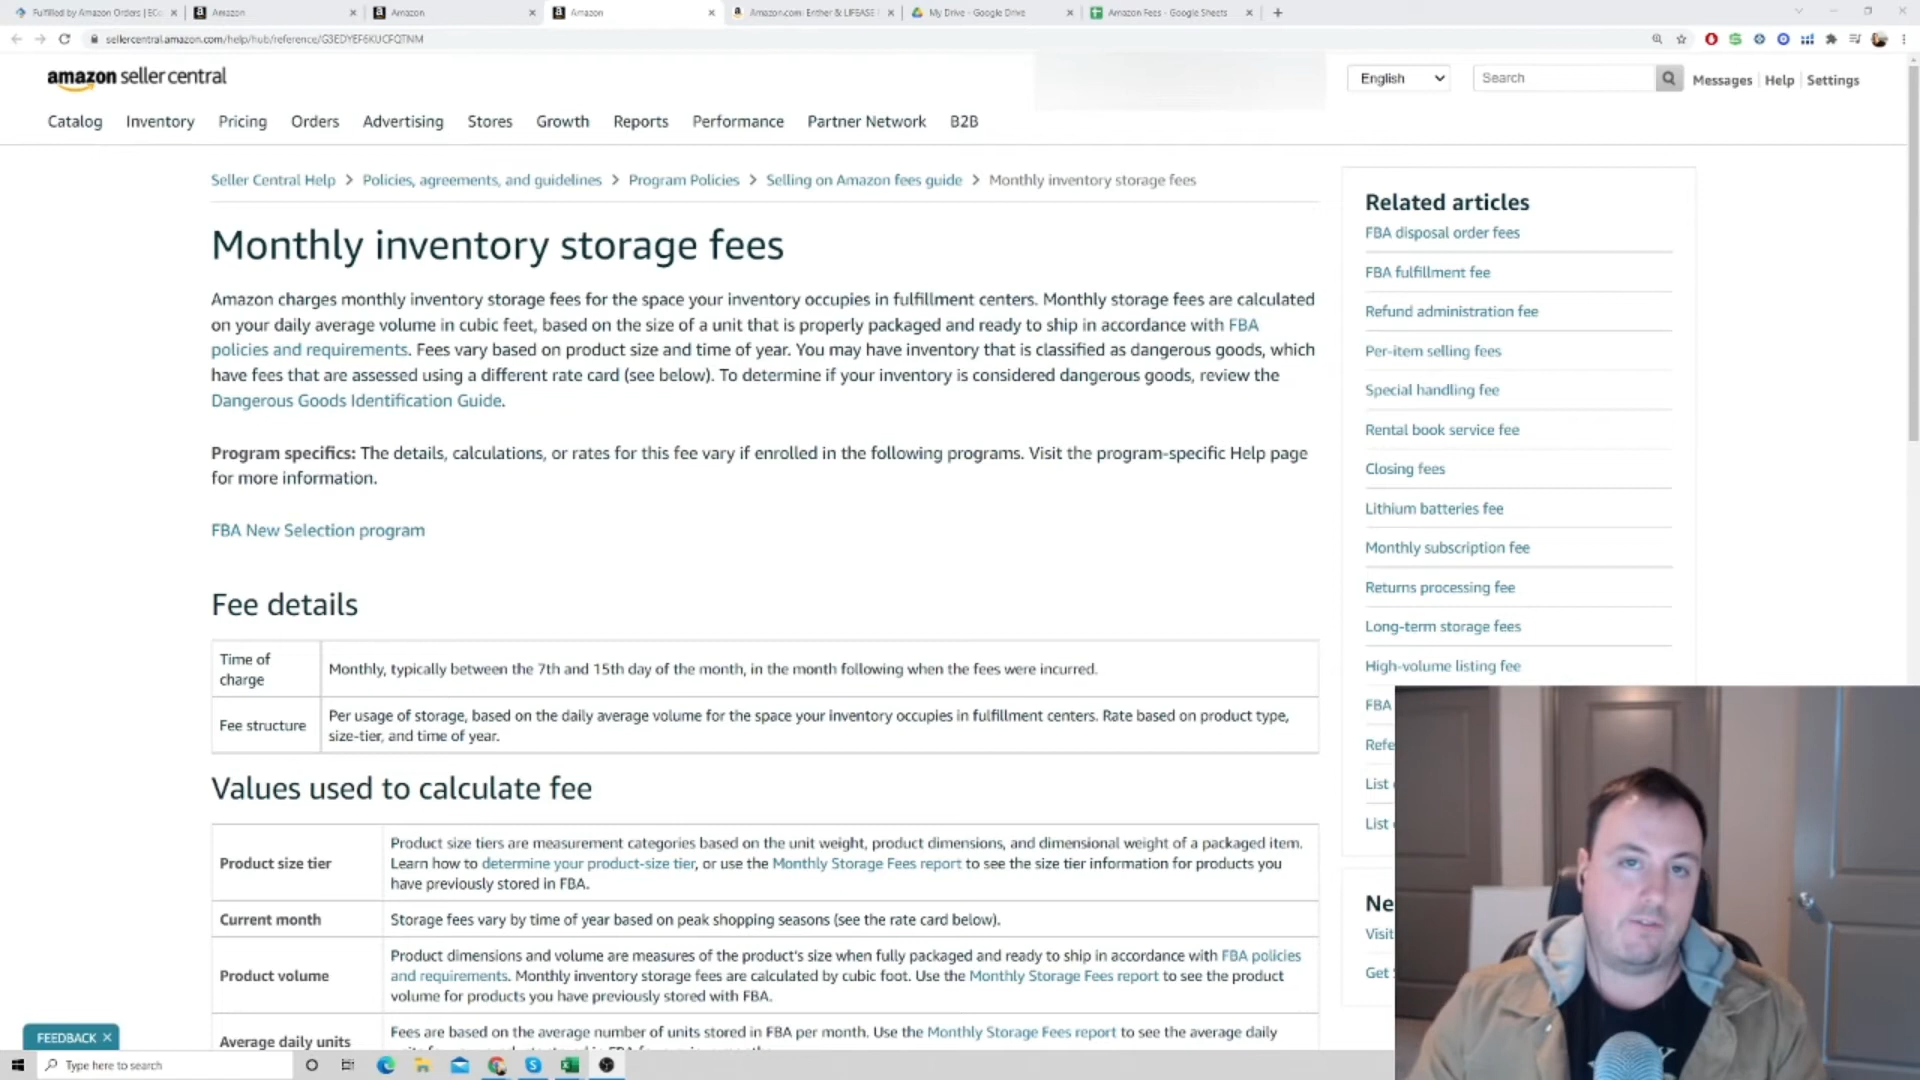 Fulfilled by Amazon Orders | ECo
Amazon
Amazon
Amazon
Amazon.com: Enther & LIFEASE
My Drive - Google Drive
Amazon Fees - Google Sheets
sellercentral.amazon.com/help/hub/reference/G3EDYEF6KUCFQTNM
amazon seller central
English
Search
Messages | Help | Settings
Catalog Inventory Pricing Orders Advertising Stores Growth Reports Performance Partner Network B2B
Seller Central Help > Policies, agreements, and guidelines > Program Policies > Selling on Amazon fees guide > Monthly inventory storage fees
Monthly inventory storage fees
Amazon charges monthly inventory storage fees for the space your inventory occupies in fulfillment centers. Monthly storage fees are calculated
on your daily average volume in cubic feet, based on the size of a unit that is properly packaged and ready to ship in accordance with FBA
policies and requirements. Fees vary based on product size and time of year. You may have inventory that is classified as dangerous goods, which
have fees that are assessed using a different rate card (see below). To determine if your inventory is considered dangerous goods, review the
Dangerous Goods Identification Guide.
Program specifics: The details, calculations, or rates for this fee vary if enrolled in the following programs. Visit the program-specific Help page
for more information.
FBA New Selection program
Fee details
Time of
charge
Monthly, typically between the 7th and 15th day of the month, in the month following when the fees were incurred.
Fee structure
Per usage of storage, based on the daily average volume for the space your inventory occupies in fulfillment centers. Rate based on product type,
size-tier, and time of year.
Values used to calculate fee
Product size tier
Product size tiers are measurement categories based on the unit weight, product dimensions, and dimensional weight of a packaged item.
Learn how to determine your product-size tier, or use the Monthly Storage Fees report to see the size tier information for products you
have previously stored in FBA.
Current month
Storage fees vary by time of year based on peak shopping seasons (see the rate card below).
Product volume
Product dimensions and volume are measures of the product's size when fully packaged and ready to ship in accordance with FBA policies
and requirements. Monthly inventory storage fees are calculated by cubic foot. Use the Monthly Storage Fees report to see the product
volume for products you have previously stored with FBA.
Average daily units
Fees are based on the average number of units stored in FBA per month. Use the Monthly Storage Fees report to see the average daily
Related articles
FBA disposal order fees
FBA fulfillment fee
Refund administration fee
Per-item selling fees
Special handling fee
Rental book service fee
Closing fees
Lithium batteries fee
Monthly subscription fee
Returns processing fee
Long-term storage fees
High-volume listing fee
FBA
Refe
List
List
Ne
Visit
Get
FEEDBACK ×
Type here to search